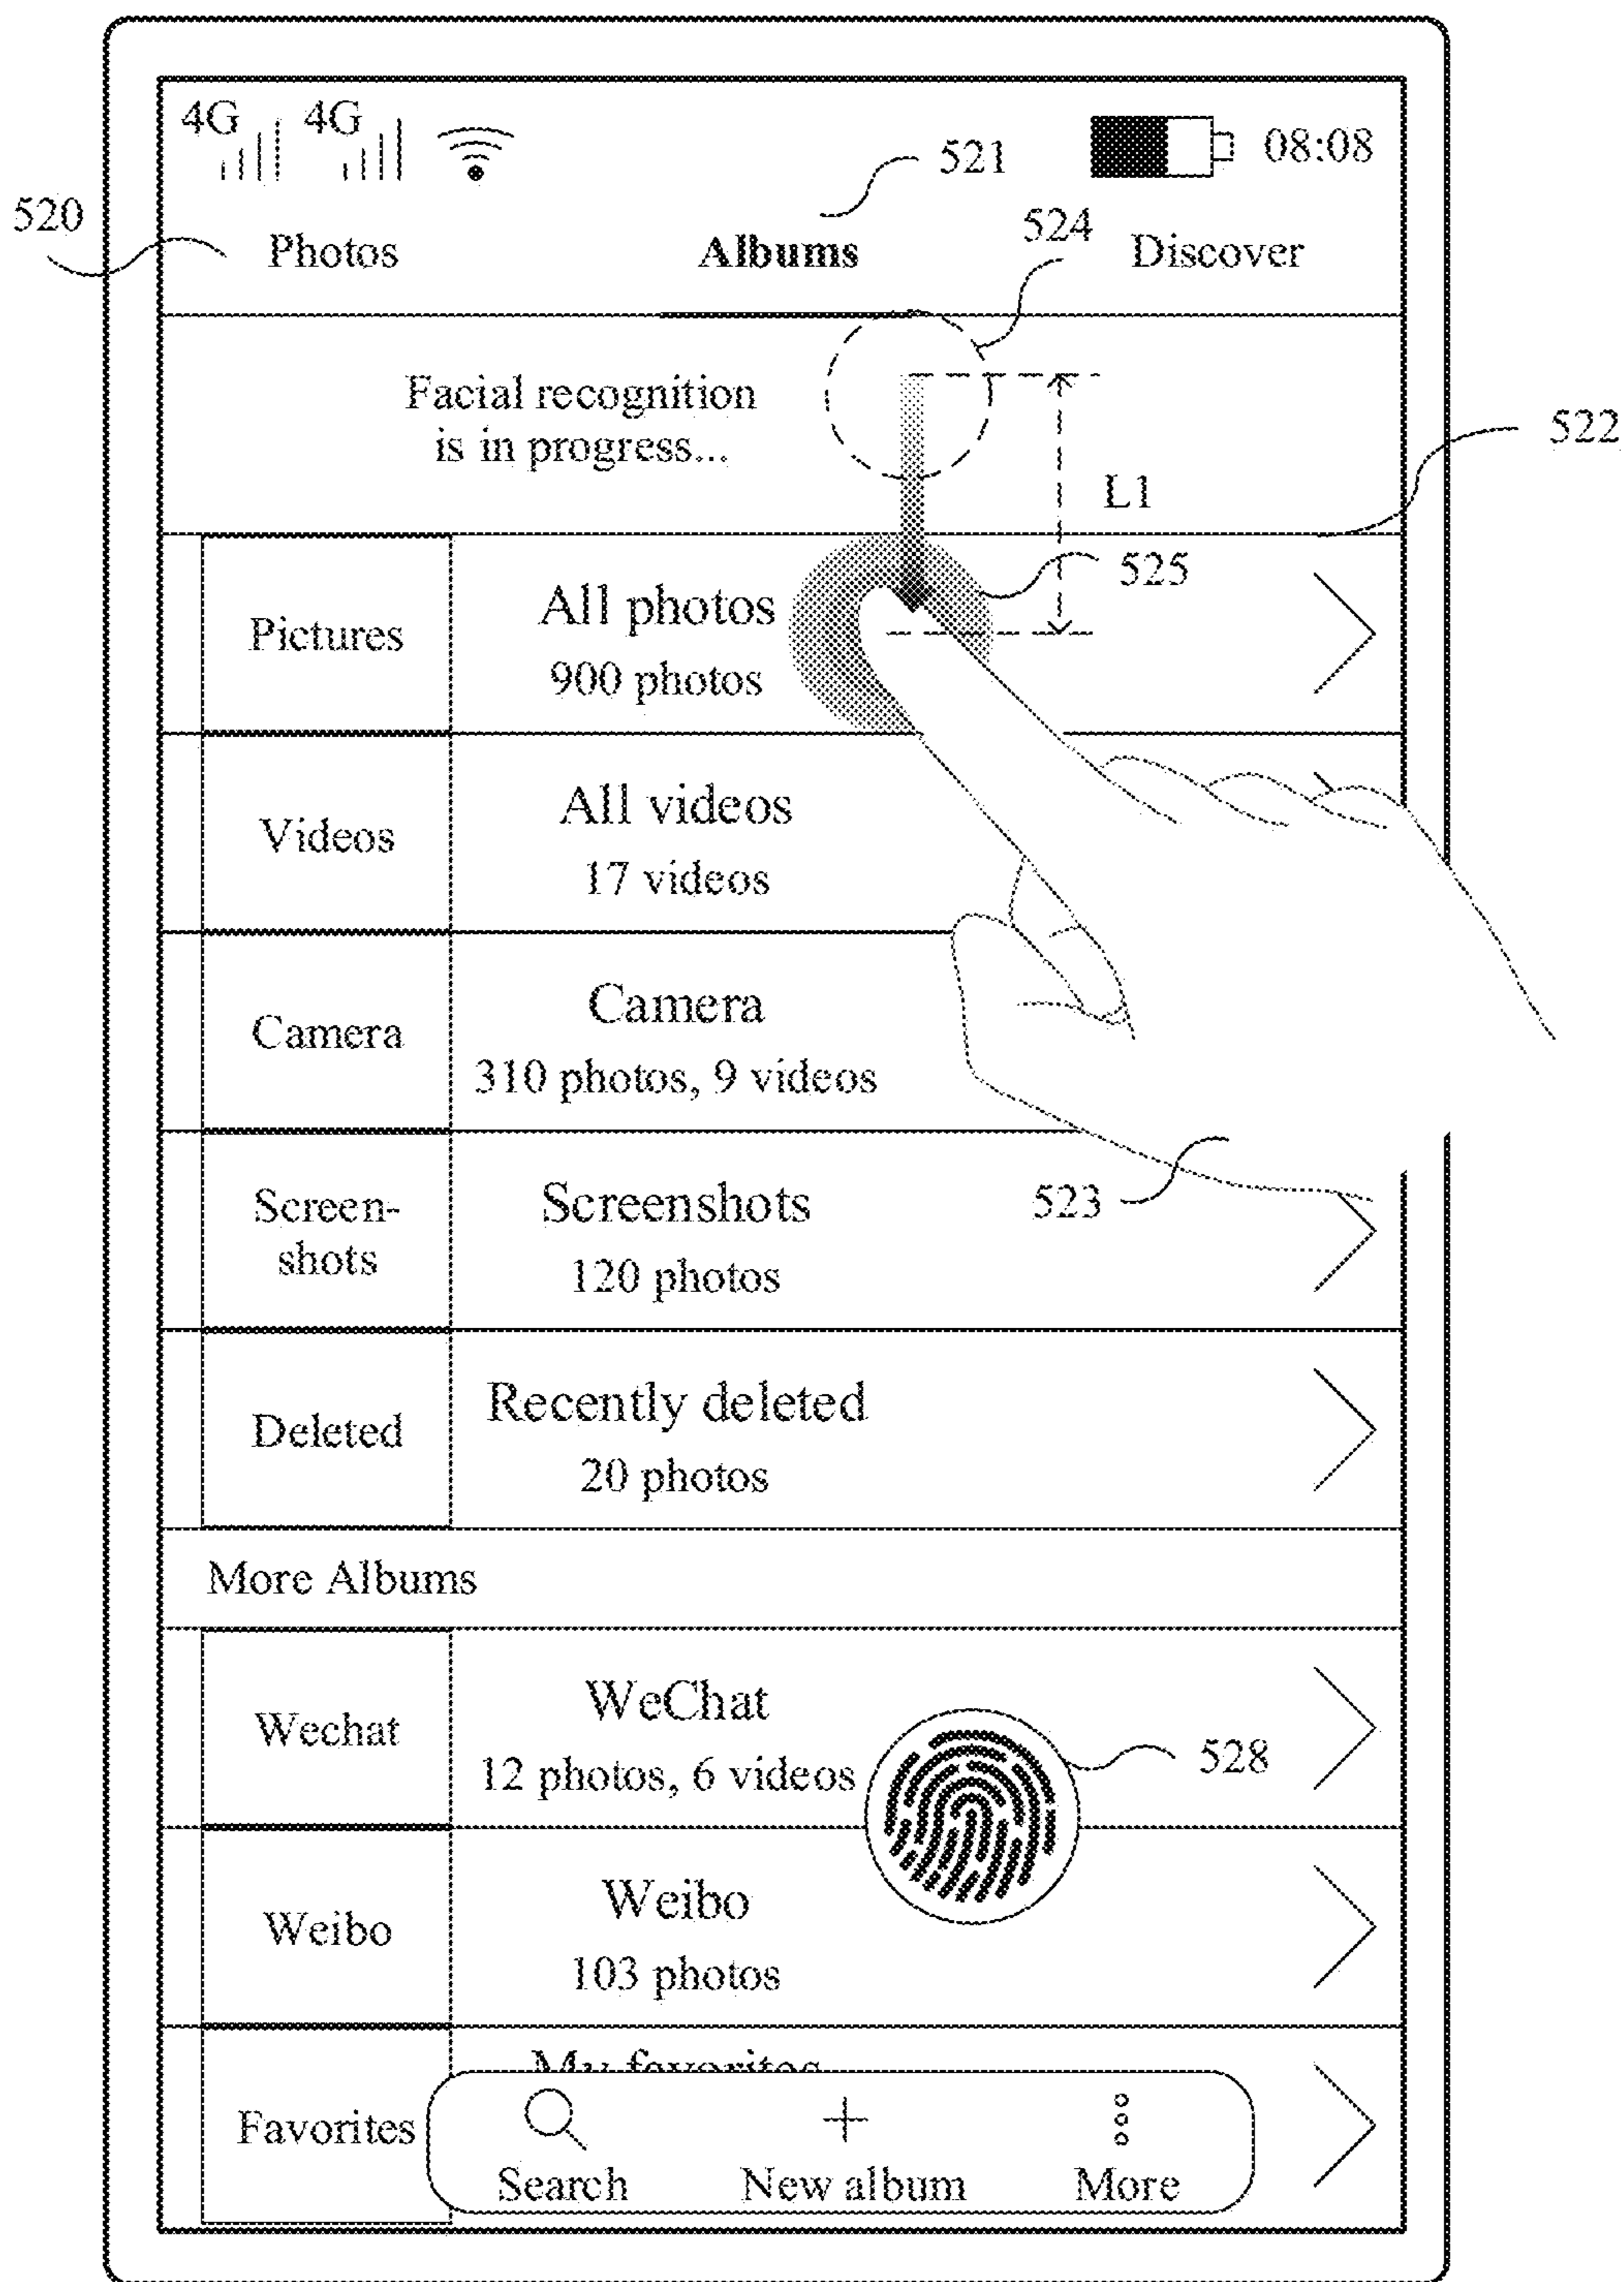 4G 4G 08:08
521
520
524
Photos Albums Discover
Facial recognition
is in progress...
522
L1
525
Pictures
All photos
900 photos
Videos
All videos
17 videos
Camera
Camera
310 photos, 9 videos
523
Screen-
shots
Screenshots
120 photos
Deleted
Recently deleted
20 photos
More Albums
Wechat
WeChat
12 photos, 6 videos
528
Weibo
Weibo
103 photos
Favorites
My favorites
Search New album More